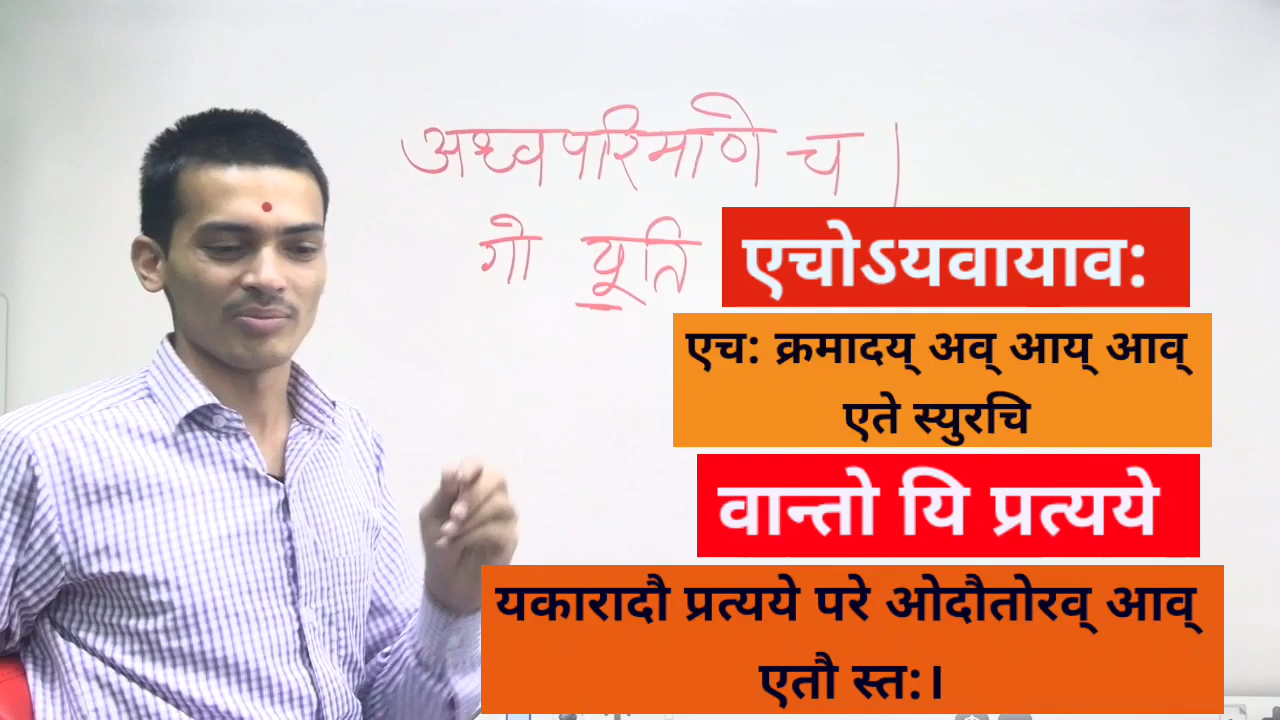 अध्वपरिमाणे च ।
गो यूति
एचोऽयवायाव:
एच: क्रमादय् अव् आय् आव्
एते स्युरचि
वान्तो यि प्रत्यये
यकारादौ प्रत्यये परे ओदौतोरव् आव्
एतौ स्त:।